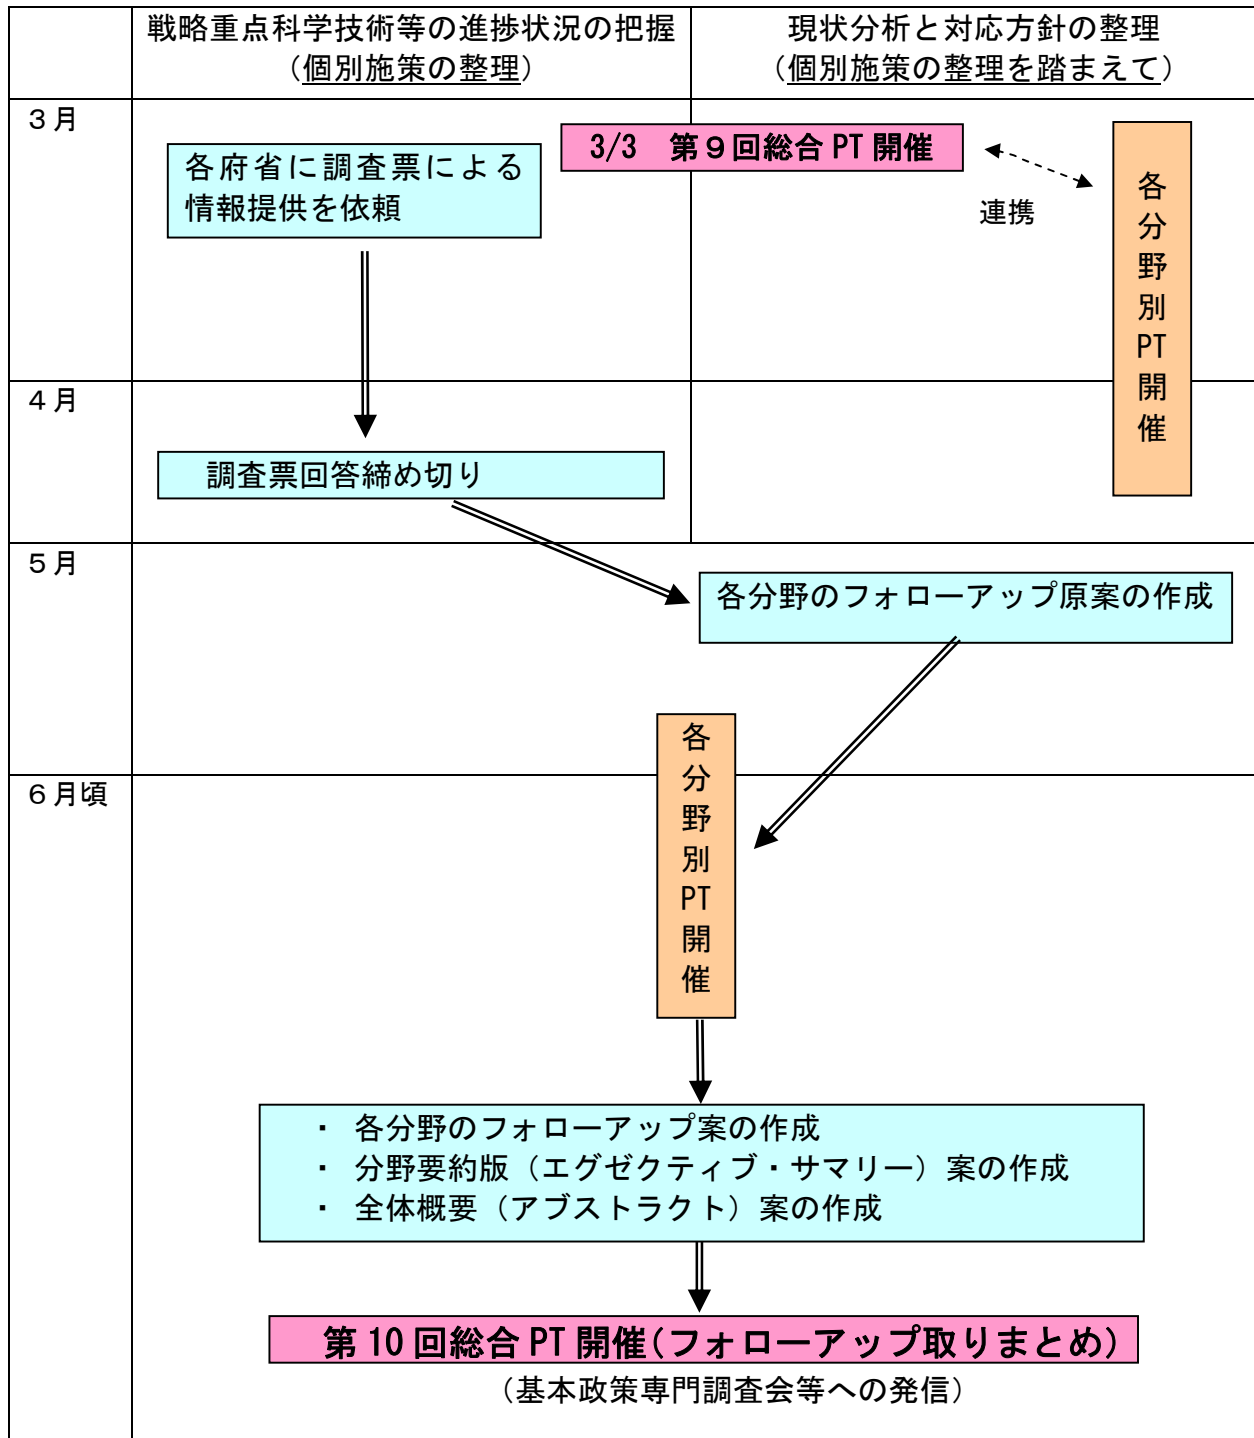 戦略重点科学技術等の進捗状況の把握
（個別施策の整理）
現状分析と対応方針の整理
（個別施策の整理を踏まえて）
３月
3/3　第９回総合 PT 開催
各府省に調査票による
情報提供を依頼
連携
各分野別PT開催
４月
調査票回答締め切り
５月
各分野のフォローアップ原案の作成
各分野別PT開催
６月頃
・ 各分野のフォローアップ案の作成
・ 分野要約版（エグゼクティブ・サマリー）案の作成
・ 全体概要（アブストラクト）案の作成
第 10 回総合 PT 開催（フォローアップ取りまとめ）
（基本政策専門調査会等への発信）